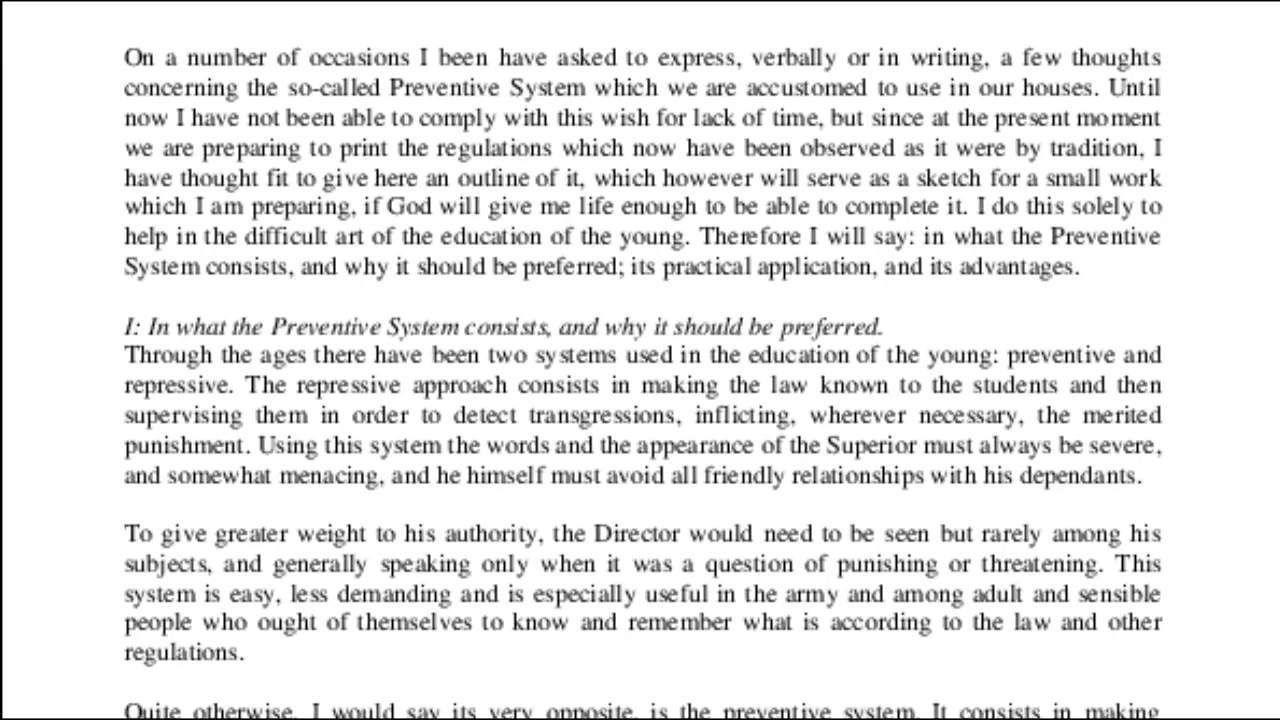 On a number of occasions I been have asked to express, verbally or in writing, a few thoughts
concerning the so-called Preventive System which we are accustomed to use in our houses. Until
now I have not been able to comply with this wish for lack of time, but since at the present moment
we are preparing to print the regulations which now have been observed as it were by tradition, I
have thought fit to give here an outline of it, which however will serve as a sketch for a small work
which I am preparing, if God will give me life enough to be able to complete it. I do this solely to
help in the difficult art of the education of the young. Therefore I will say: in what the Preventive
System consists, and why it should be preferred; its practical application, and its advantages.
I: In what the Preventive System consists, and why it should be preferred.
Through the ages there have been two systems used in the education of the young: preventive and
repressive. The repressive approach consists in making the law known to the students and then
supervising them in order to detect transgressions, inflicting, wherever necessary, the merited
punishment. Using this system the words and the appearance of the Superior must always be severe,
and somewhat menacing, and he himself must avoid all friendly relationships with his dependants.
To give greater weight to his authority, the Director would need to be seen but rarely among his
subjects, and generally speaking only when it was a question of punishing or threatening. This
system is easy, less demanding and is especially useful in the army and among adult and sensible
people who ought of themselves to know and remember what is according to the law and other
regulations.
Quite otherwise, I would say its very opposite, is the preventive system. It consists in making